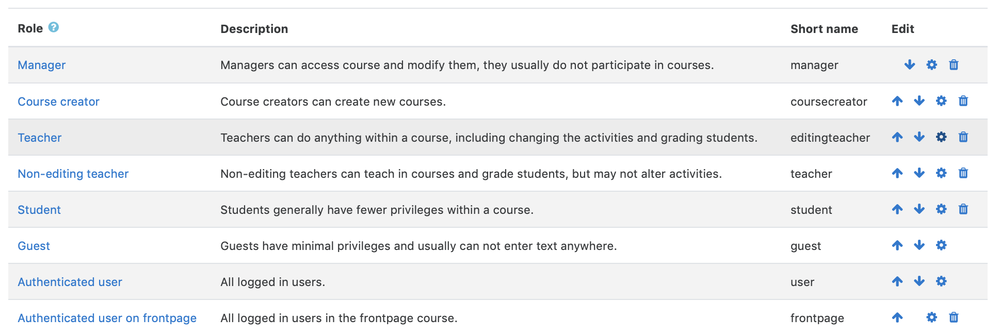 Role ? Description Short name Edit
Manager Managers can access course and modify them, they usually do not participate in courses. manager
Course creator Course creators can create new courses. coursecreator
Teacher Teachers can do anything within a course, including changing the activities and grading students. editingteacher
Non-editing teacher Non-editing teachers can teach in courses and grade students, but may not alter activities. teacher
Student Students generally have fewer privileges within a course. student
Guest Guests have minimal privileges and usually can not enter text anywhere. guest
Authenticated user All logged in users. user
Authenticated user on frontpage All logged in users in the frontpage course. frontpage